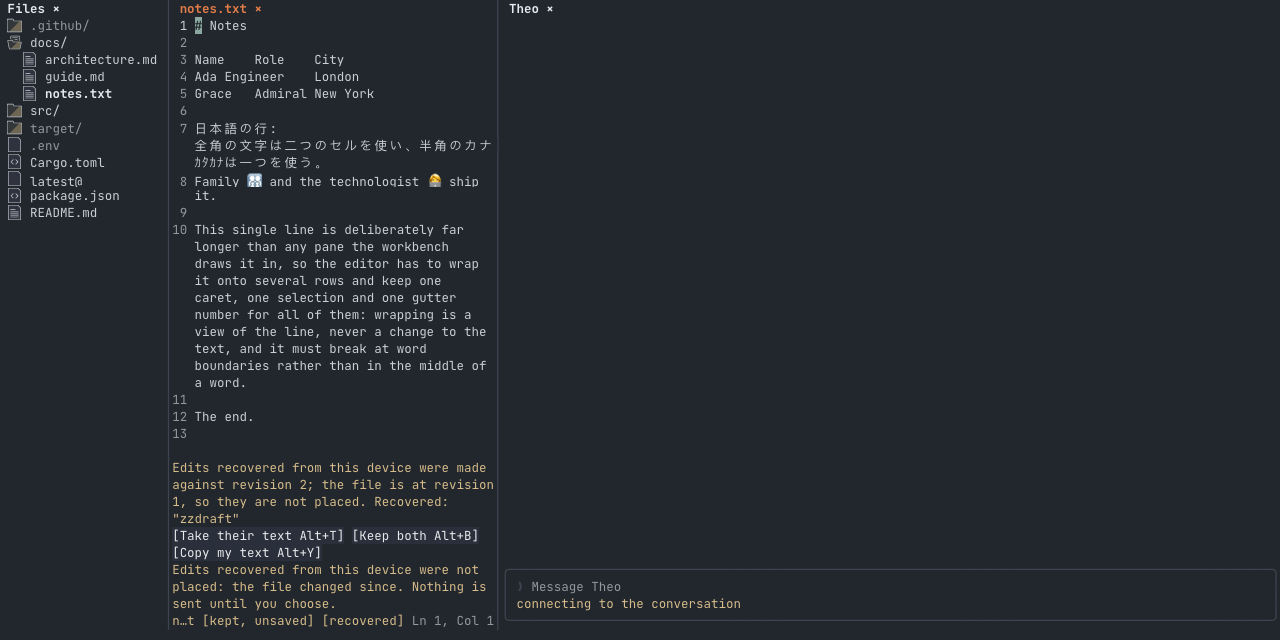 Files ×
.github/
docs/
architecture.md
guide.md
notes.txt
src/
target/
.env
Cargo.toml
latest@
package.json
README.md
notes.txt ×
1 # Notes
2
3 Name    Role    City
4 Ada Engineer    London
5 Grace   Admiral New York
6
7 日本語の行:
全角の文字は二つのセルを使い、半角のカナ
ｶﾀｶﾅは一つを使う。
8 Family and the technologist ship
it.
9
10 This single line is deliberately far
longer than any pane the workbench
draws it in, so the editor has to wrap
it onto several rows and keep one
caret, one selection and one gutter
number for all of them: wrapping is a
view of the line, never a change to the
text, and it must break at word
boundaries rather than in the middle of
a word.
11
12 The end.
13
Edits recovered from this device were made
against revision 2; the file is at revision
1, so they are not placed. Recovered:
"zzdraft"
[Take their text Alt+T] [Keep both Alt+B]
[Copy my text Alt+Y]
Edits recovered from this device were not
placed: the file changed since. Nothing is
sent until you choose.
n…t [kept, unsaved] [recovered] Ln 1, Col 1
Theo ×
⟩ Message Theo
connecting to the conversation